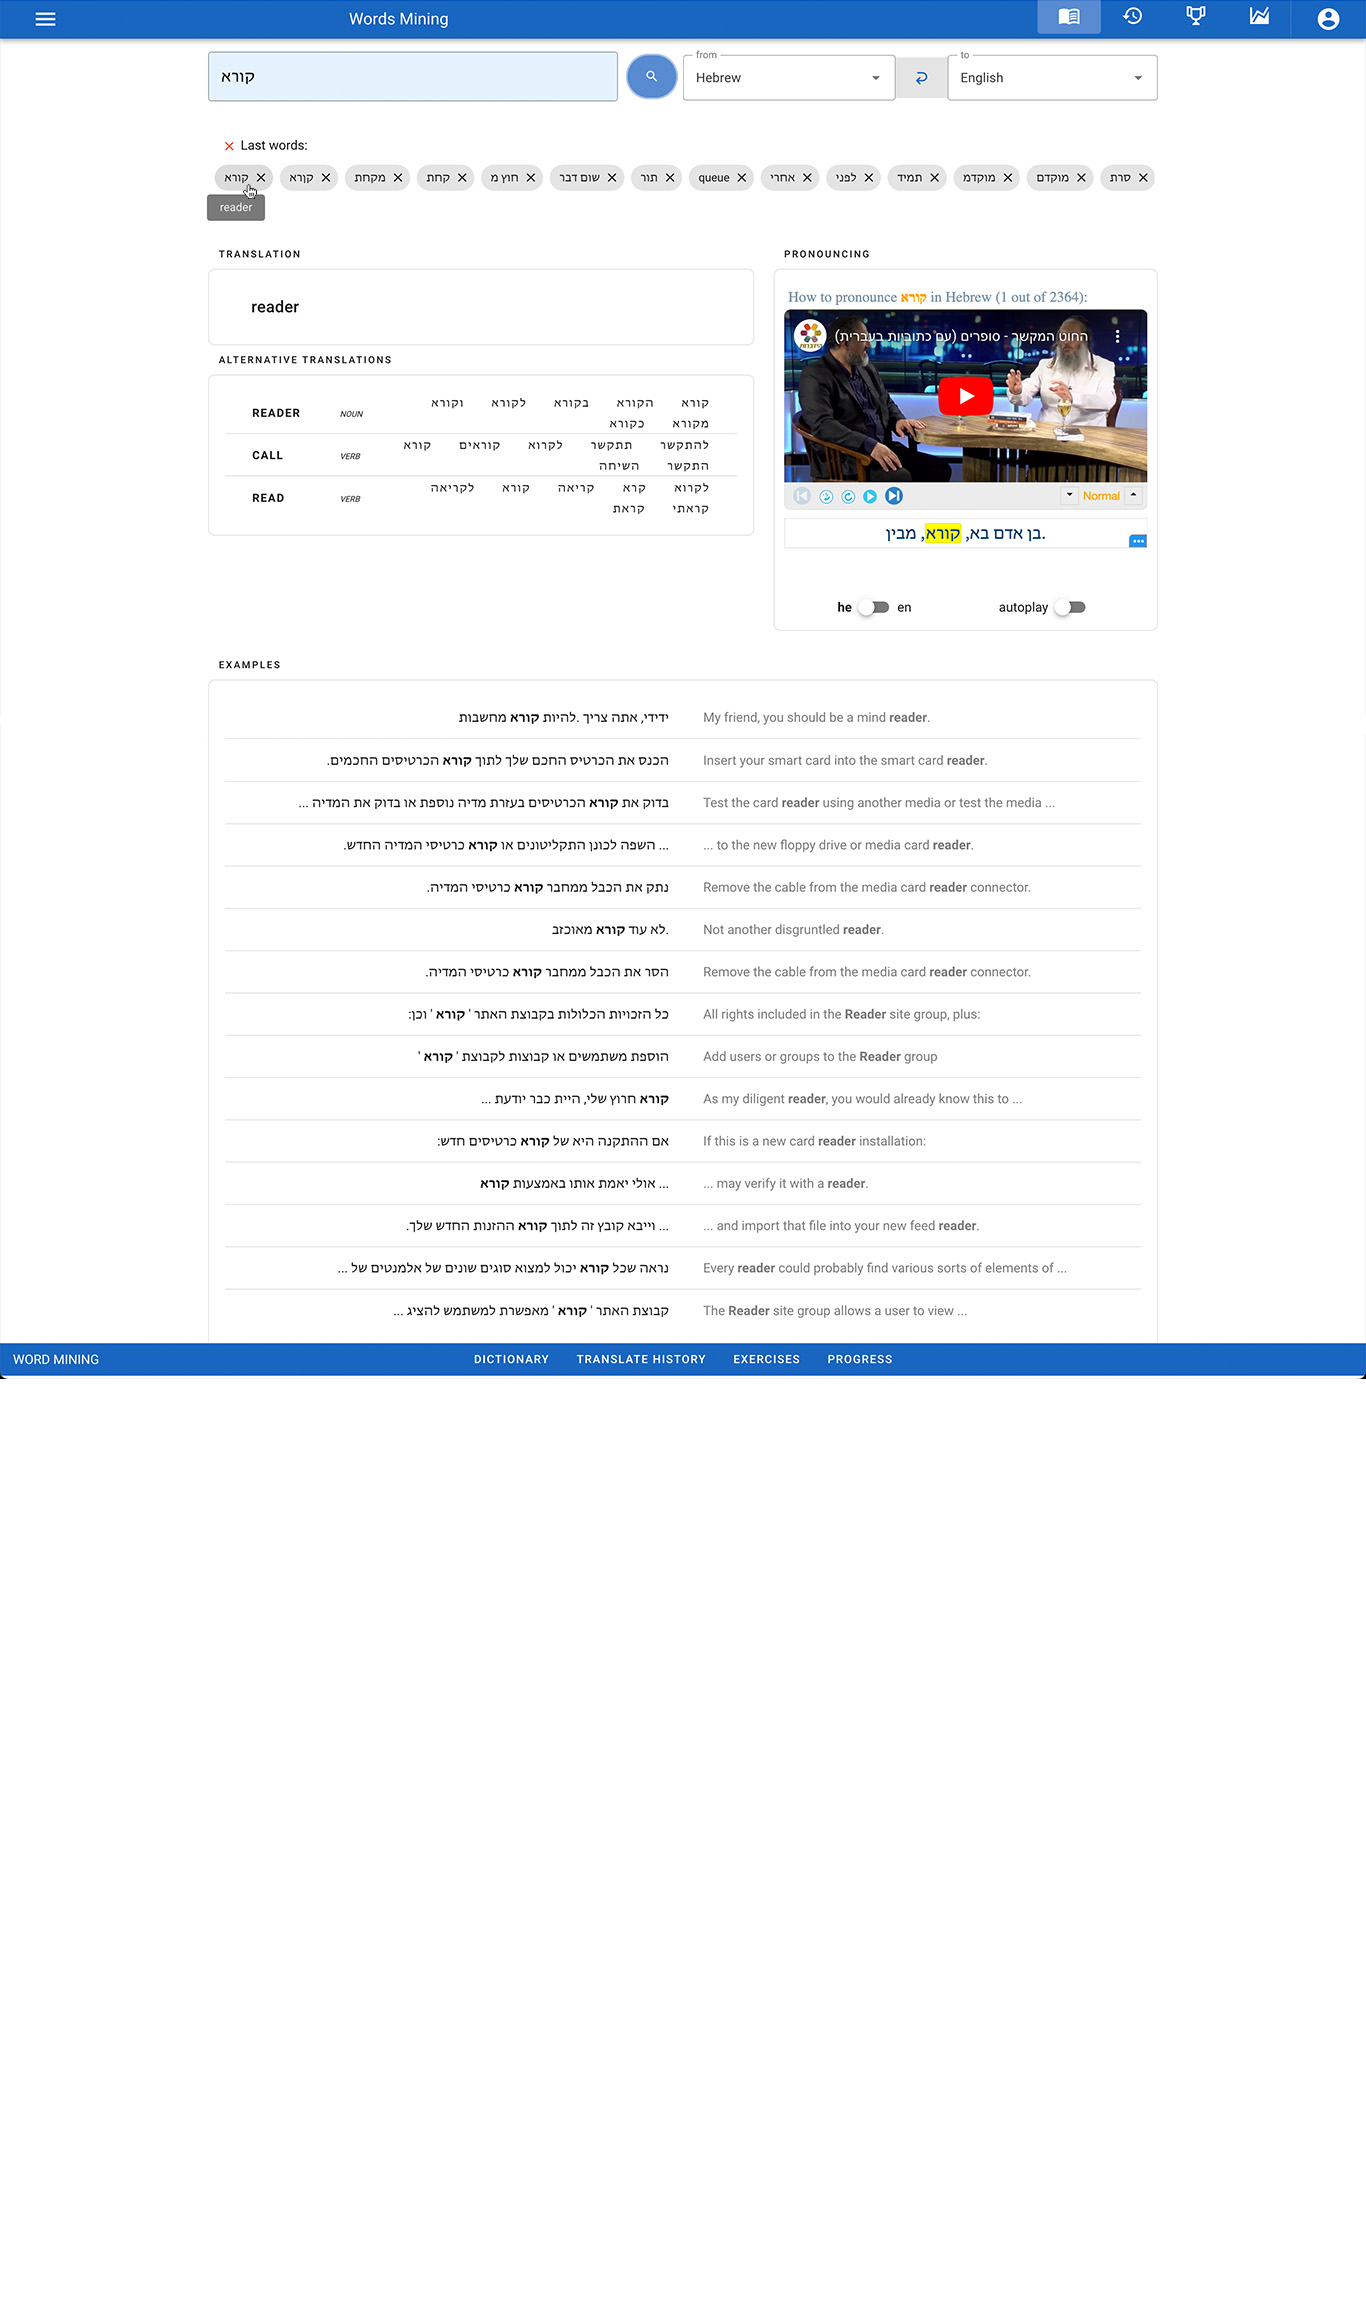 Words Mining
קורא
from
Hebrew
to
English
Last words:
קורא קןרא מקחת קחת חוץ מ שום דבר תור queue אחרי לפני תמיד מוקדמ מוקדם סרת
reader
TRANSLATION
reader
ALTERNATIVE TRANSLATIONS
READER NOUN קורא הקורא בקורא לקורא וקורא
מקורא כקורא
CALL VERB להתקשר תתקשר לקרוא קוראים קורא
התקשר השיחה
READ VERB לקרוא קרא קריאה קורא לקריאה
קראתי קראת
PRONOUNCING
How to pronounce קורא in Hebrew (1 out of 2364):
החוט המקשר - סופרים (עם כתוביות בעברית)
Normal
בן אדם בא, קורא, מבין.
he en autoplay
EXAMPLES
ידידי, אתה צריך .להיות קורא מחשבות
My friend, you should be a mind reader.
הכנס את הכרטיס החכם שלך לתוך קורא הכרטיסים החכמים.
Insert your smart card into the smart card reader.
בדוק את קורא הכרטיסים בעזרת מדיה נוספת או בדוק את המדיה ...
Test the card reader using another media or test the media ...
... השפה לכונן התקליטונים או קורא כרטיסי המדיה החדש.
... to the new floppy drive or media card reader.
נתק את הכבל ממחבר קורא כרטיסי המדיה.
Remove the cable from the media card reader connector.
.לא עוד קורא מאוכזב
Not another disgruntled reader.
הסר את הכבל ממחבר קורא כרטיסי המדיה.
Remove the cable from the media card reader connector.
כל הזכויות הכלולות בקבוצת האתר ' קורא ' וכן:
All rights included in the Reader site group, plus:
הוספת משתמשים או קבוצות לקבוצת ' קורא '
Add users or groups to the Reader group
קורא חרוץ שלי, היית כבר יודעת ...
As my diligent reader, you would already know this to ...
אם ההתקנה היא של קורא כרטיסים חדש:
If this is a new card reader installation:
... אולי יאמת אותו באמצעות קורא
... may verify it with a reader.
... וייבא קובץ זה לתוך קורא ההזנות החדש שלך.
... and import that file into your new feed reader.
נראה שכל קורא יכול למצוא סוגים שונים של אלמנטים של ...
Every reader could probably find various sorts of elements of ...
קבוצת האתר ' קורא ' מאפשרת למשתמש להציג ...
The Reader site group allows a user to view ...
WORD MINING
DICTIONARY TRANSLATE HISTORY EXERCISES PROGRESS